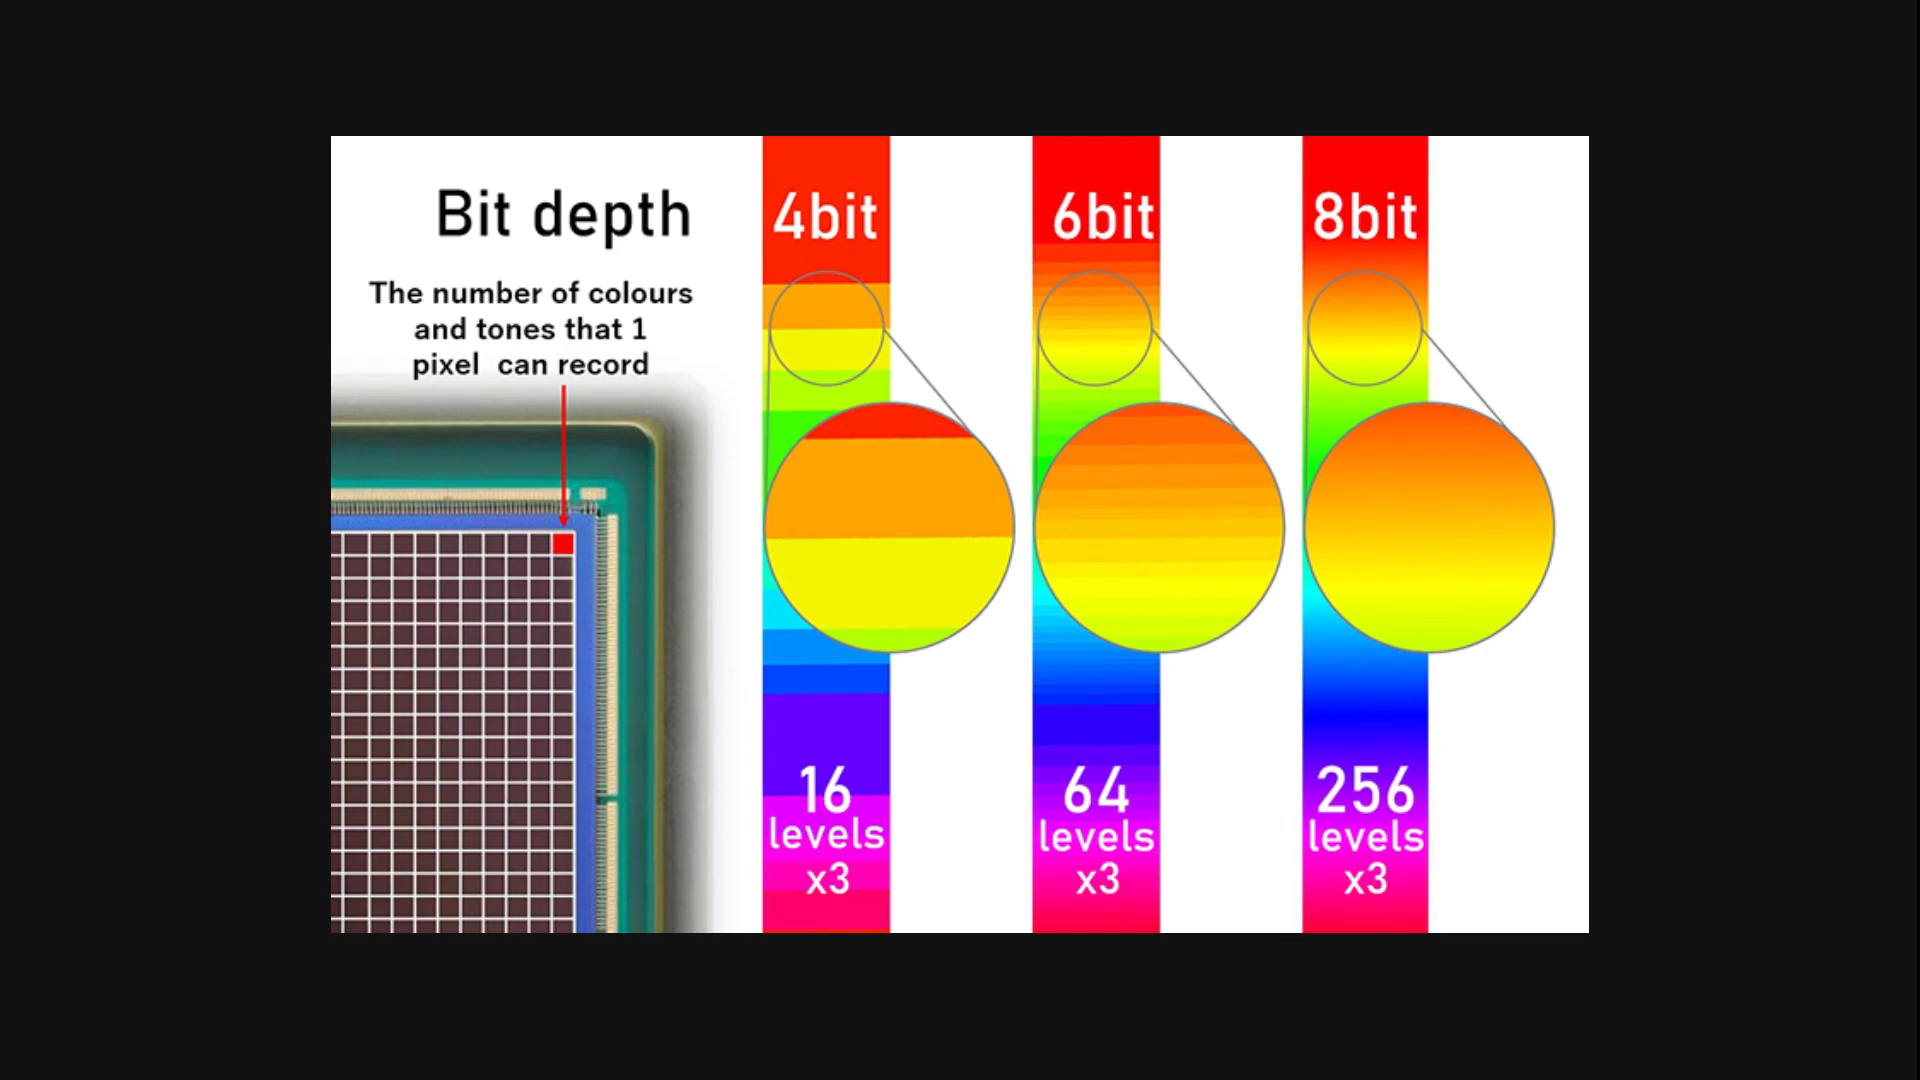 Bit depth
The number of colours
and tones that 1
pixel can record
4bit
16
levels
x3
6bit
64
levels
x3
8bit
256
levels
x3